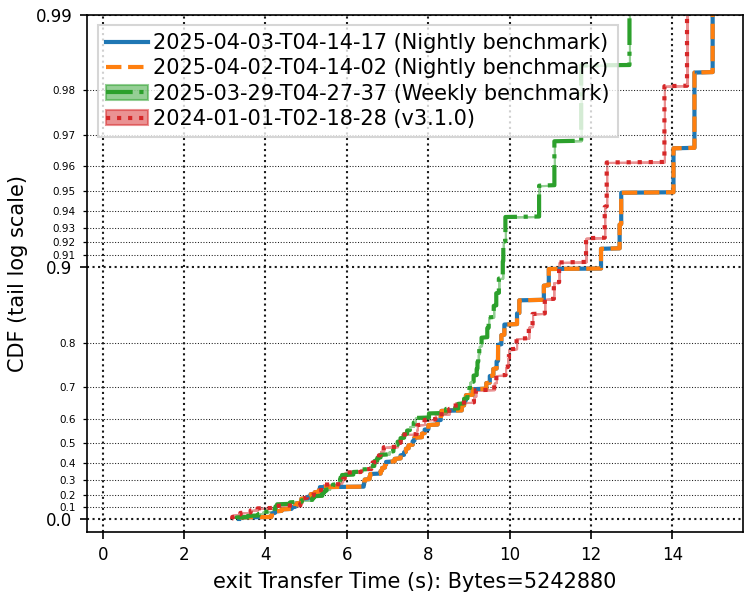 0.99
2025-04-03-T04-14-17 (Nightly benchmark)
2025-04-02-T04-14-02 (Nightly benchmark)
2025-03-29-T04-27-37 (Weekly benchmark)
2024-01-01-T02-18-28 (v3.1.0)
0.98
0.97
0.96
0.95
0.94
0.93
0.92
0.91
0.9
0.8
0.7
0.6
0.5
0.4
0.3
0.2
0.1
0.0
CDF (tail log scale)
0 2 4 6 8 10 12 14
exit Transfer Time (s): Bytes=5242880